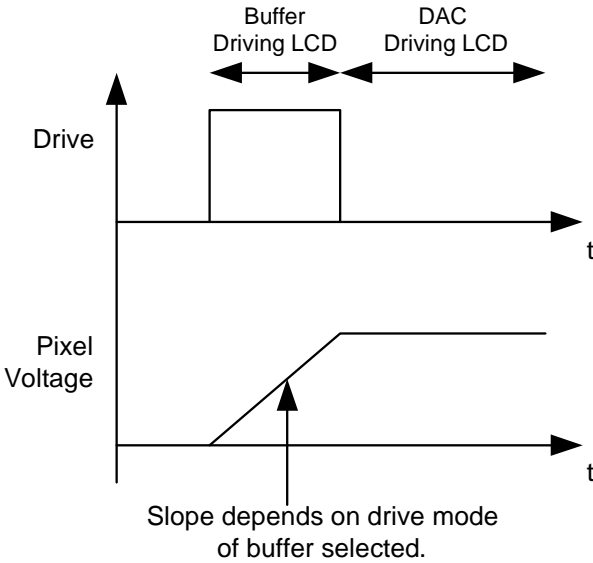 Buffer
Driving LCD
DAC
Driving LCD
Drive
t
Pixel
Voltage
t
Slope depends on drive mode
of buffer selected.